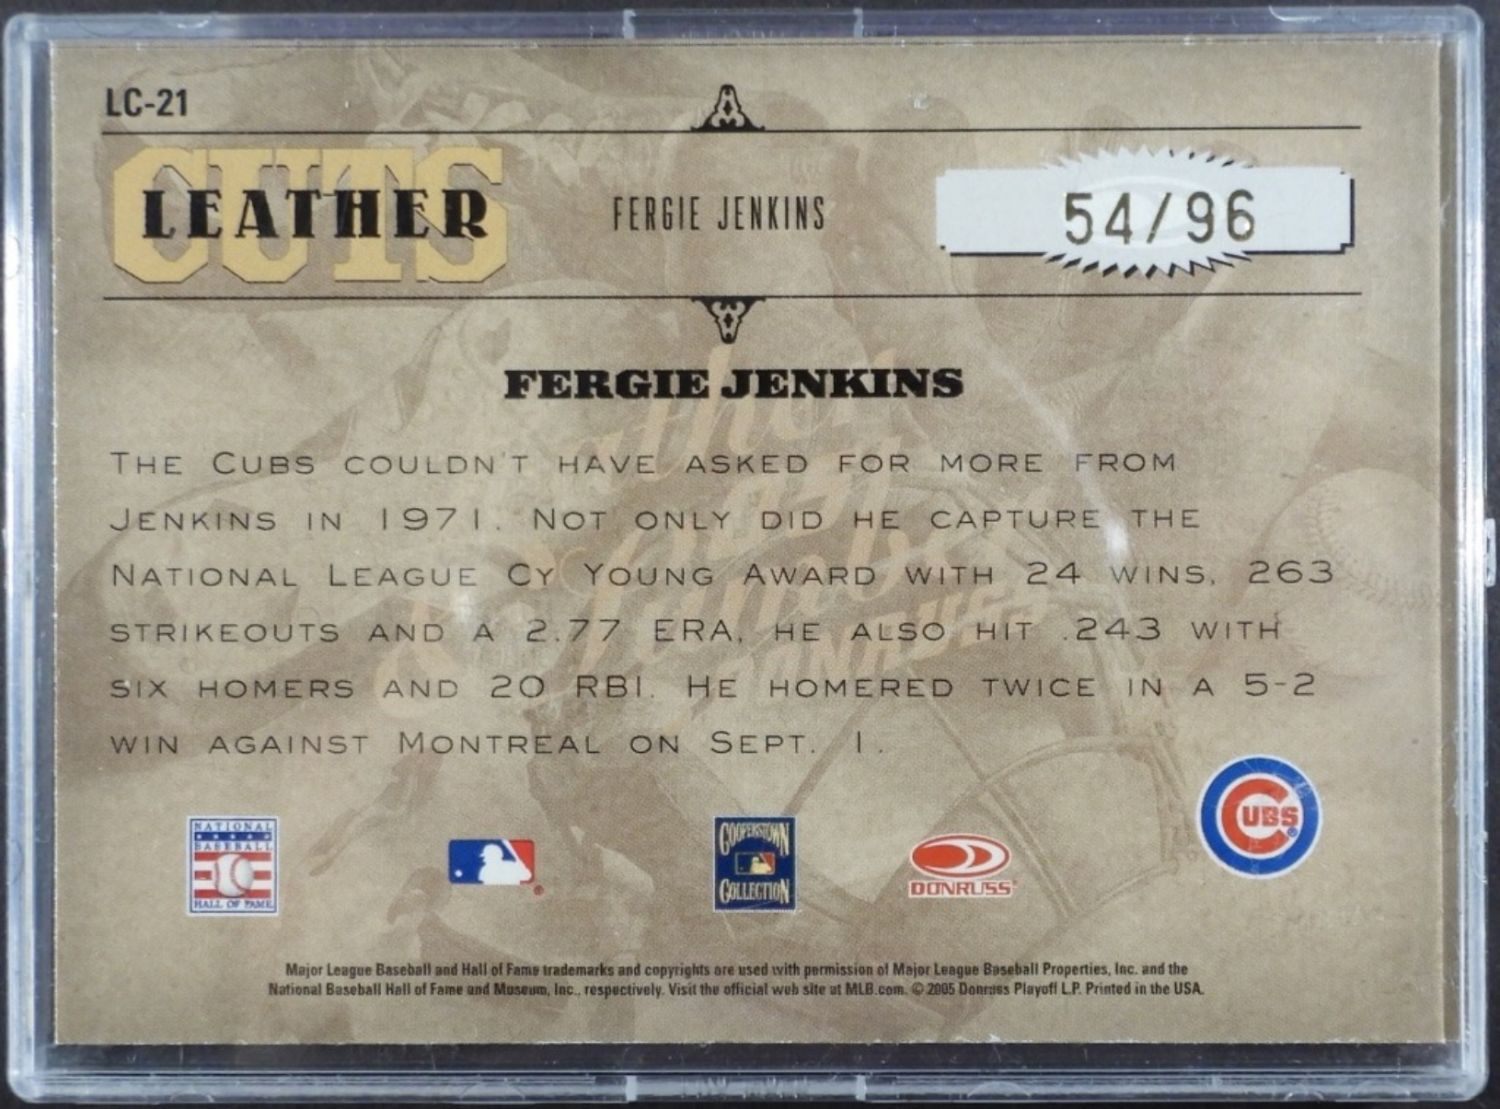 LC-21
CUTS
LEATHER
FERGIE JENKINS
54/96
FERGIE JENKINS
THE CUBS COULDN'T HAVE ASKED FOR MORE FROM
JENKINS IN 1971. NOT ONLY DID HE CAPTURE THE
NATIONAL LEAGUE CY YOUNG AWARD WITH 24 WINS, 263
STRIKEOUTS AND A 2.77 ERA, HE ALSO HIT .243 WITH
SIX HOMERS AND 20 RBI. HE HOMERED TWICE IN A 5-2
WIN AGAINST MONTREAL ON SEPT. 1.
NATIONAL
BASEBALL
HALL OF FAME
COOPERSTOWN
COLLECTION
DONRUSS
CUBS
Major League Baseball and Hall of Fame trademarks and copyrights are used with permission of Major League Baseball Properties, Inc. and the
National Baseball Hall of Fame and Museum, Inc., respectively. Visit the official web site at MLB.com. © 2005 Donruss Playoff L.P. Printed in the USA.